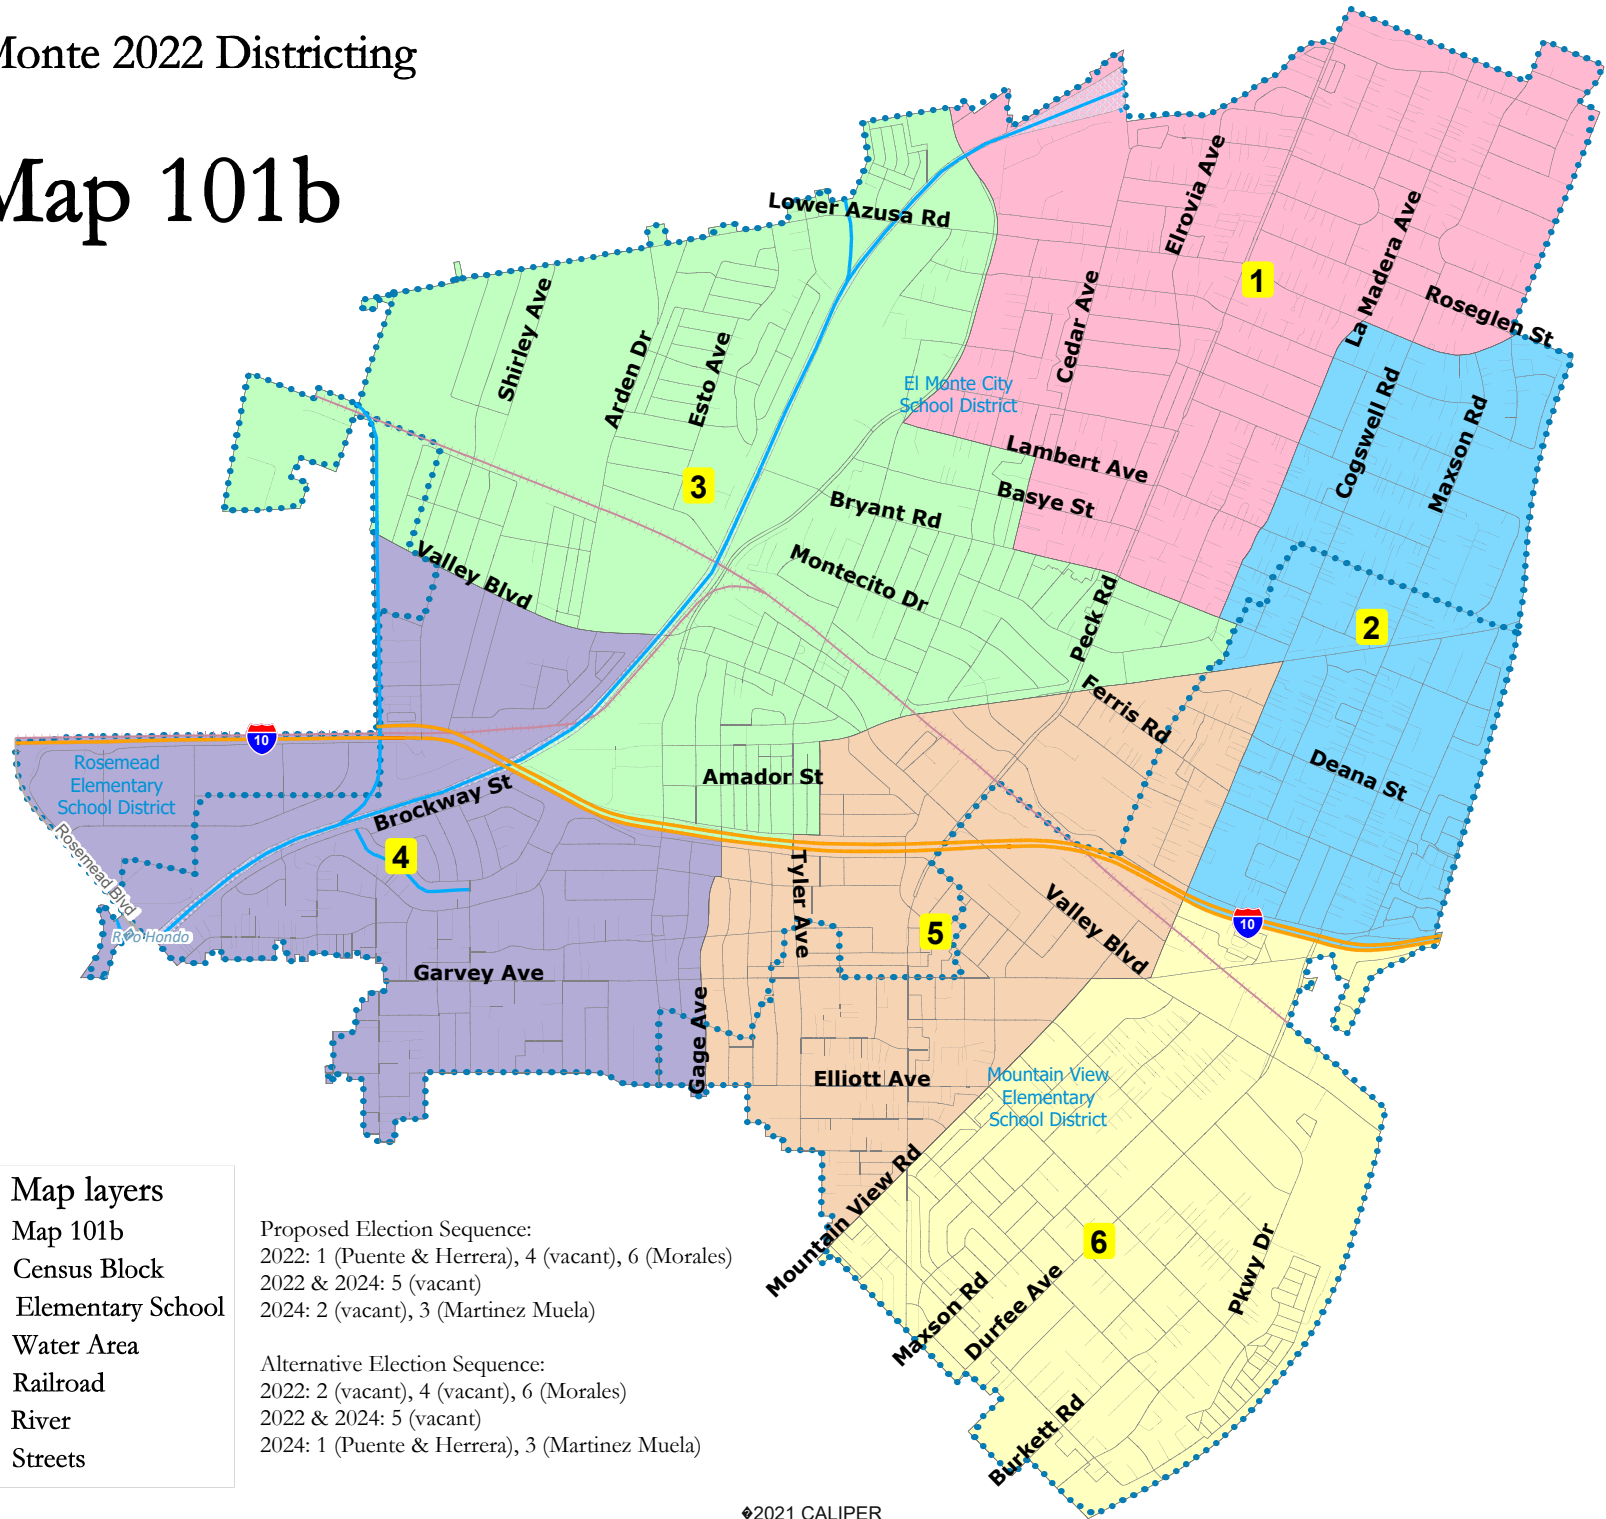 Monte 2022 Districting
Map 101b
Lower Azusa Rd
Elrovia Ave
La Madera Ave
1
Roseglen St
Shirley Ave
Arden Dr
Esto Ave
Cedar Ave
El Monte City
School District
Cogswell Rd
Maxson Rd
Lambert Ave
3
Basye St
Bryant Rd
Montecito Dr
Valley Blvd
Peck Rd
2
Ferris Rd
10
Rosemead
Elementary
School District
Amador St
Deana St
Brockway St
4
Rosemead Blvd
Tyler Ave
Valley Blvd
5
10
R�o Hondo
Garvey Ave
Gage Ave
Elliott Ave
Mountain View
Elementary
School District
Mountain View Rd
6
Pkwy Dr
Maxson Rd
Durfee Ave
Burkett Rd
Map layers
Map 101b
Census Block
Elementary School
Water Area
Railroad
River
Streets
Proposed Election Sequence:
2022: 1 (Puente & Herrera), 4 (vacant), 6 (Morales)
2022 & 2024: 5 (vacant)
2024: 2 (vacant), 3 (Martinez Muela)
Alternative Election Sequence:
2022: 2 (vacant), 4 (vacant), 6 (Morales)
2022 & 2024: 5 (vacant)
2024: 1 (Puente & Herrera), 3 (Martinez Muela)
�2021 CALIPER